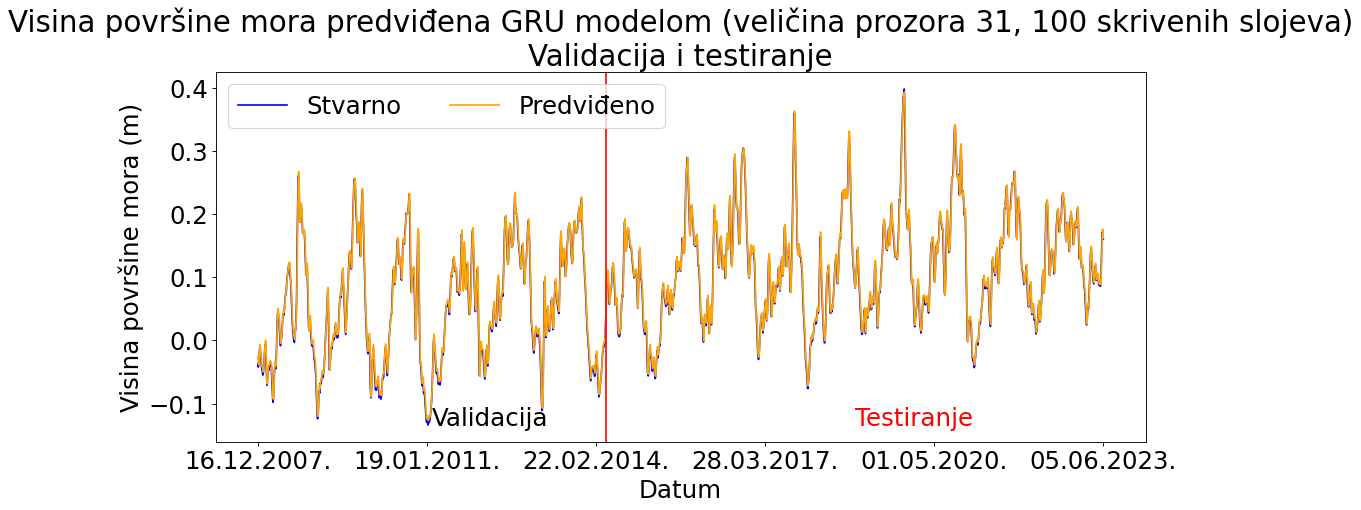 Visina površine mora predviđena GRU modelom (veličina prozora 31, 100 skrivenih slojeva)
Validacija i testiranje
Stvarno
Predviđeno
Visina površine mora (m)
0.4
0.3
0.2
0.1
0.0
−0.1
Validacija
Testiranje
16.12.2007.
19.01.2011.
22.02.2014.
28.03.2017.
01.05.2020.
05.06.2023.
Datum